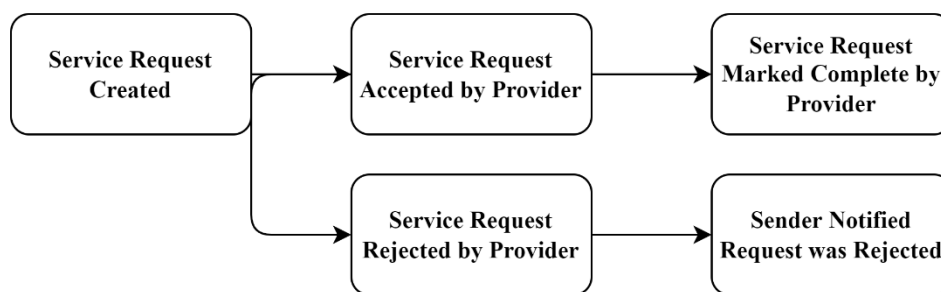 Service Request
Created
Service Request
Accepted by Provider
Service Request
Marked Complete by
Provider
Service Request
Rejected by Provider
Sender Notified
Request was Rejected